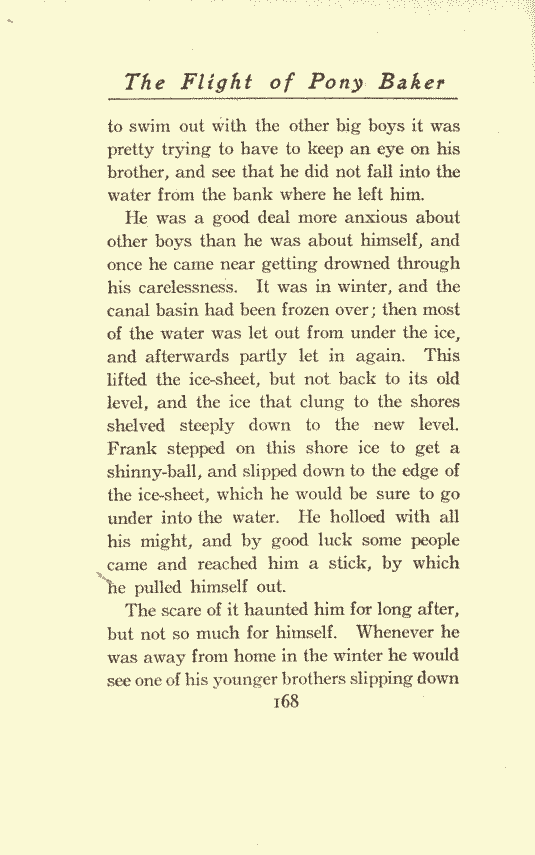 The Flight of Pony Baker
to swim out with the other big boys it was
pretty trying to have to keep an eye on his
brother, and see that he did not fall into the
water from the bank where he left him.
He was a good deal more anxious about
other boys than he was about himself, and
once he came near getting drowned through
his carelessness. It was in winter, and the
canal basin had been frozen over; then most
of the water was let out from under the ice,
and afterwards partly let in again. This
lifted the ice-sheet, but not back to its old
level, and the ice that clung to the shores
shelved steeply down to the new level.
Frank stepped on this shore ice to get a
shinny-ball, and slipped down to the edge of
the ice-sheet, which he would be sure to go
under into the water. He holloed with all
his might, and by good luck some people
came and reached him a stick, by which
he pulled himself out.
The scare of it haunted him for long after,
but not so much for himself. Whenever he
was away from home in the winter he would
see one of his younger brothers slipping down
168